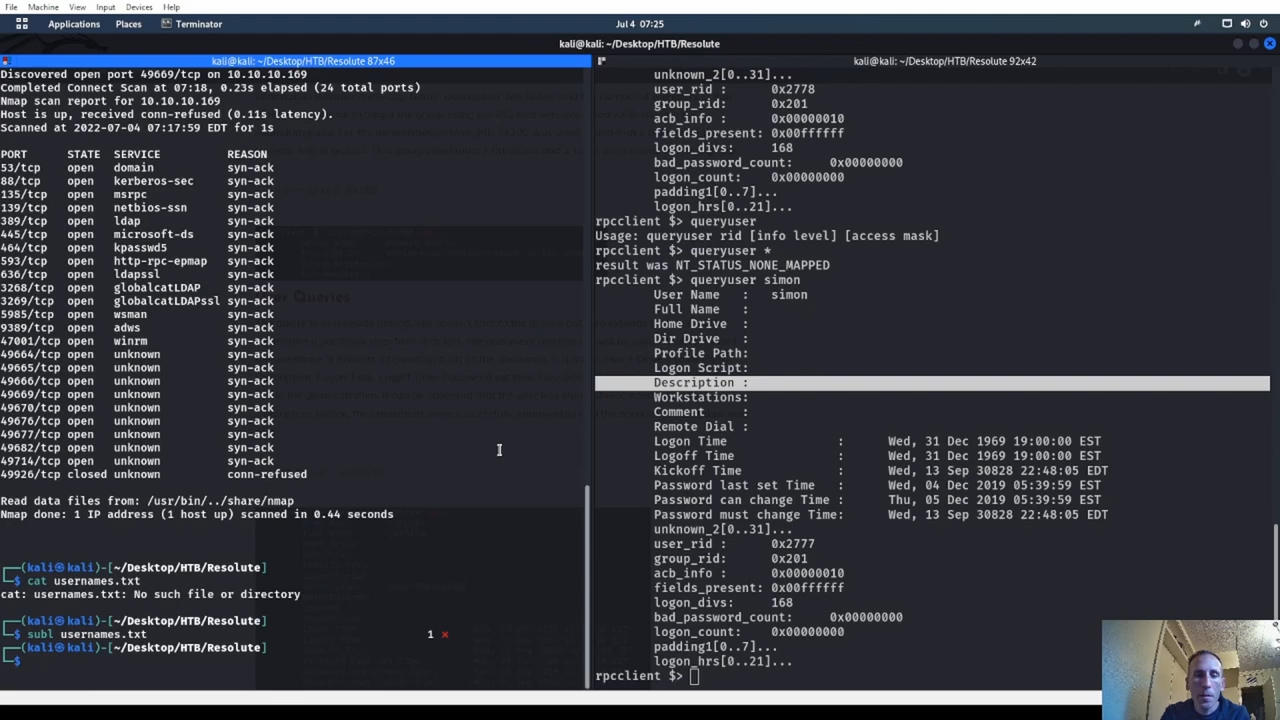 File Machine View Input Devices Help
Applications Places Terminator Jul 4 07:25
kali@kali: ~/Desktop/HTB/Resolute
kali@kali: ~/Desktop/HTB/Resolute 87x46
Discovered open port 49669/tcp on 10.10.10.169
Completed Connect Scan at 07:18, 0.23s elapsed (24 total ports)
Nmap scan report for 10.10.10.169
Host is up, received conn-refused (0.11s latency).
Scanned at 2022-07-04 07:17:59 EDT for 1s
PORT STATE SERVICE REASON
53/tcp open domain syn-ack
88/tcp open kerberos-sec syn-ack
135/tcp open msrpc syn-ack
139/tcp open netbios-ssn syn-ack
389/tcp open ldap syn-ack
445/tcp open microsoft-ds syn-ack
464/tcp open kpasswd5 syn-ack
593/tcp open http-rpc-epmap syn-ack
636/tcp open ldapssl syn-ack
3268/tcp open globalcatLDAP syn-ack
3269/tcp open globalcatLDAPssl syn-ack
5985/tcp open wsman syn-ack
9389/tcp open adws syn-ack
47001/tcp open winrm syn-ack
49664/tcp open unknown syn-ack
49665/tcp open unknown syn-ack
49666/tcp open unknown syn-ack
49669/tcp open unknown syn-ack
49670/tcp open unknown syn-ack
49676/tcp open unknown syn-ack
49677/tcp open unknown syn-ack
49682/tcp open unknown syn-ack
49714/tcp open unknown syn-ack
49926/tcp closed unknown conn-refused
Read data files from: /usr/bin/../share/nmap
Nmap done: 1 IP address (1 host up) scanned in 0.44 seconds
(kali㉿kali)-[~/Desktop/HTB/Resolute]
$ cat usernames.txt
cat: usernames.txt: No such file or directory
(kali㉿kali)-[~/Desktop/HTB/Resolute]
$ subl usernames.txt 1 ⨯
(kali㉿kali)-[~/Desktop/HTB/Resolute]
$
kali@kali: ~/Desktop/HTB/Resolute 92x42
unknown_2[0..31]...
user_rid : 0x2778
group_rid: 0x201
acb_info : 0x00000010
fields_present: 0x00ffffff
logon_divs: 168
bad_password_count: 0x00000000
logon_count: 0x00000000
padding1[0..7]...
logon_hrs[0..21]...
rpcclient $> queryuser
Usage: queryuser rid [info level] [access mask]
rpcclient $> queryuser *
result was NT_STATUS_NONE_MAPPED
rpcclient $> queryuser simon
User Name : simon
Full Name :
Home Drive :
Dir Drive :
Profile Path:
Logon Script:
Description :
Workstations:
Comment :
Remote Dial :
Logon Time : Wed, 31 Dec 1969 19:00:00 EST
Logoff Time : Wed, 31 Dec 1969 19:00:00 EST
Kickoff Time : Wed, 13 Sep 30828 22:48:05 EDT
Password last set Time : Wed, 04 Dec 2019 05:39:59 EST
Password can change Time : Thu, 05 Dec 2019 05:39:59 EST
Password must change Time: Wed, 13 Sep 30828 22:48:05 EDT
unknown_2[0..31]...
user_rid : 0x2777
group_rid: 0x201
acb_info : 0x00000010
fields_present: 0x00ffffff
logon_divs: 168
bad_password_count: 0x00000000
logon_count: 0x00000000
padding1[0..7]...
logon_hrs[0..21]...
rpcclient $>